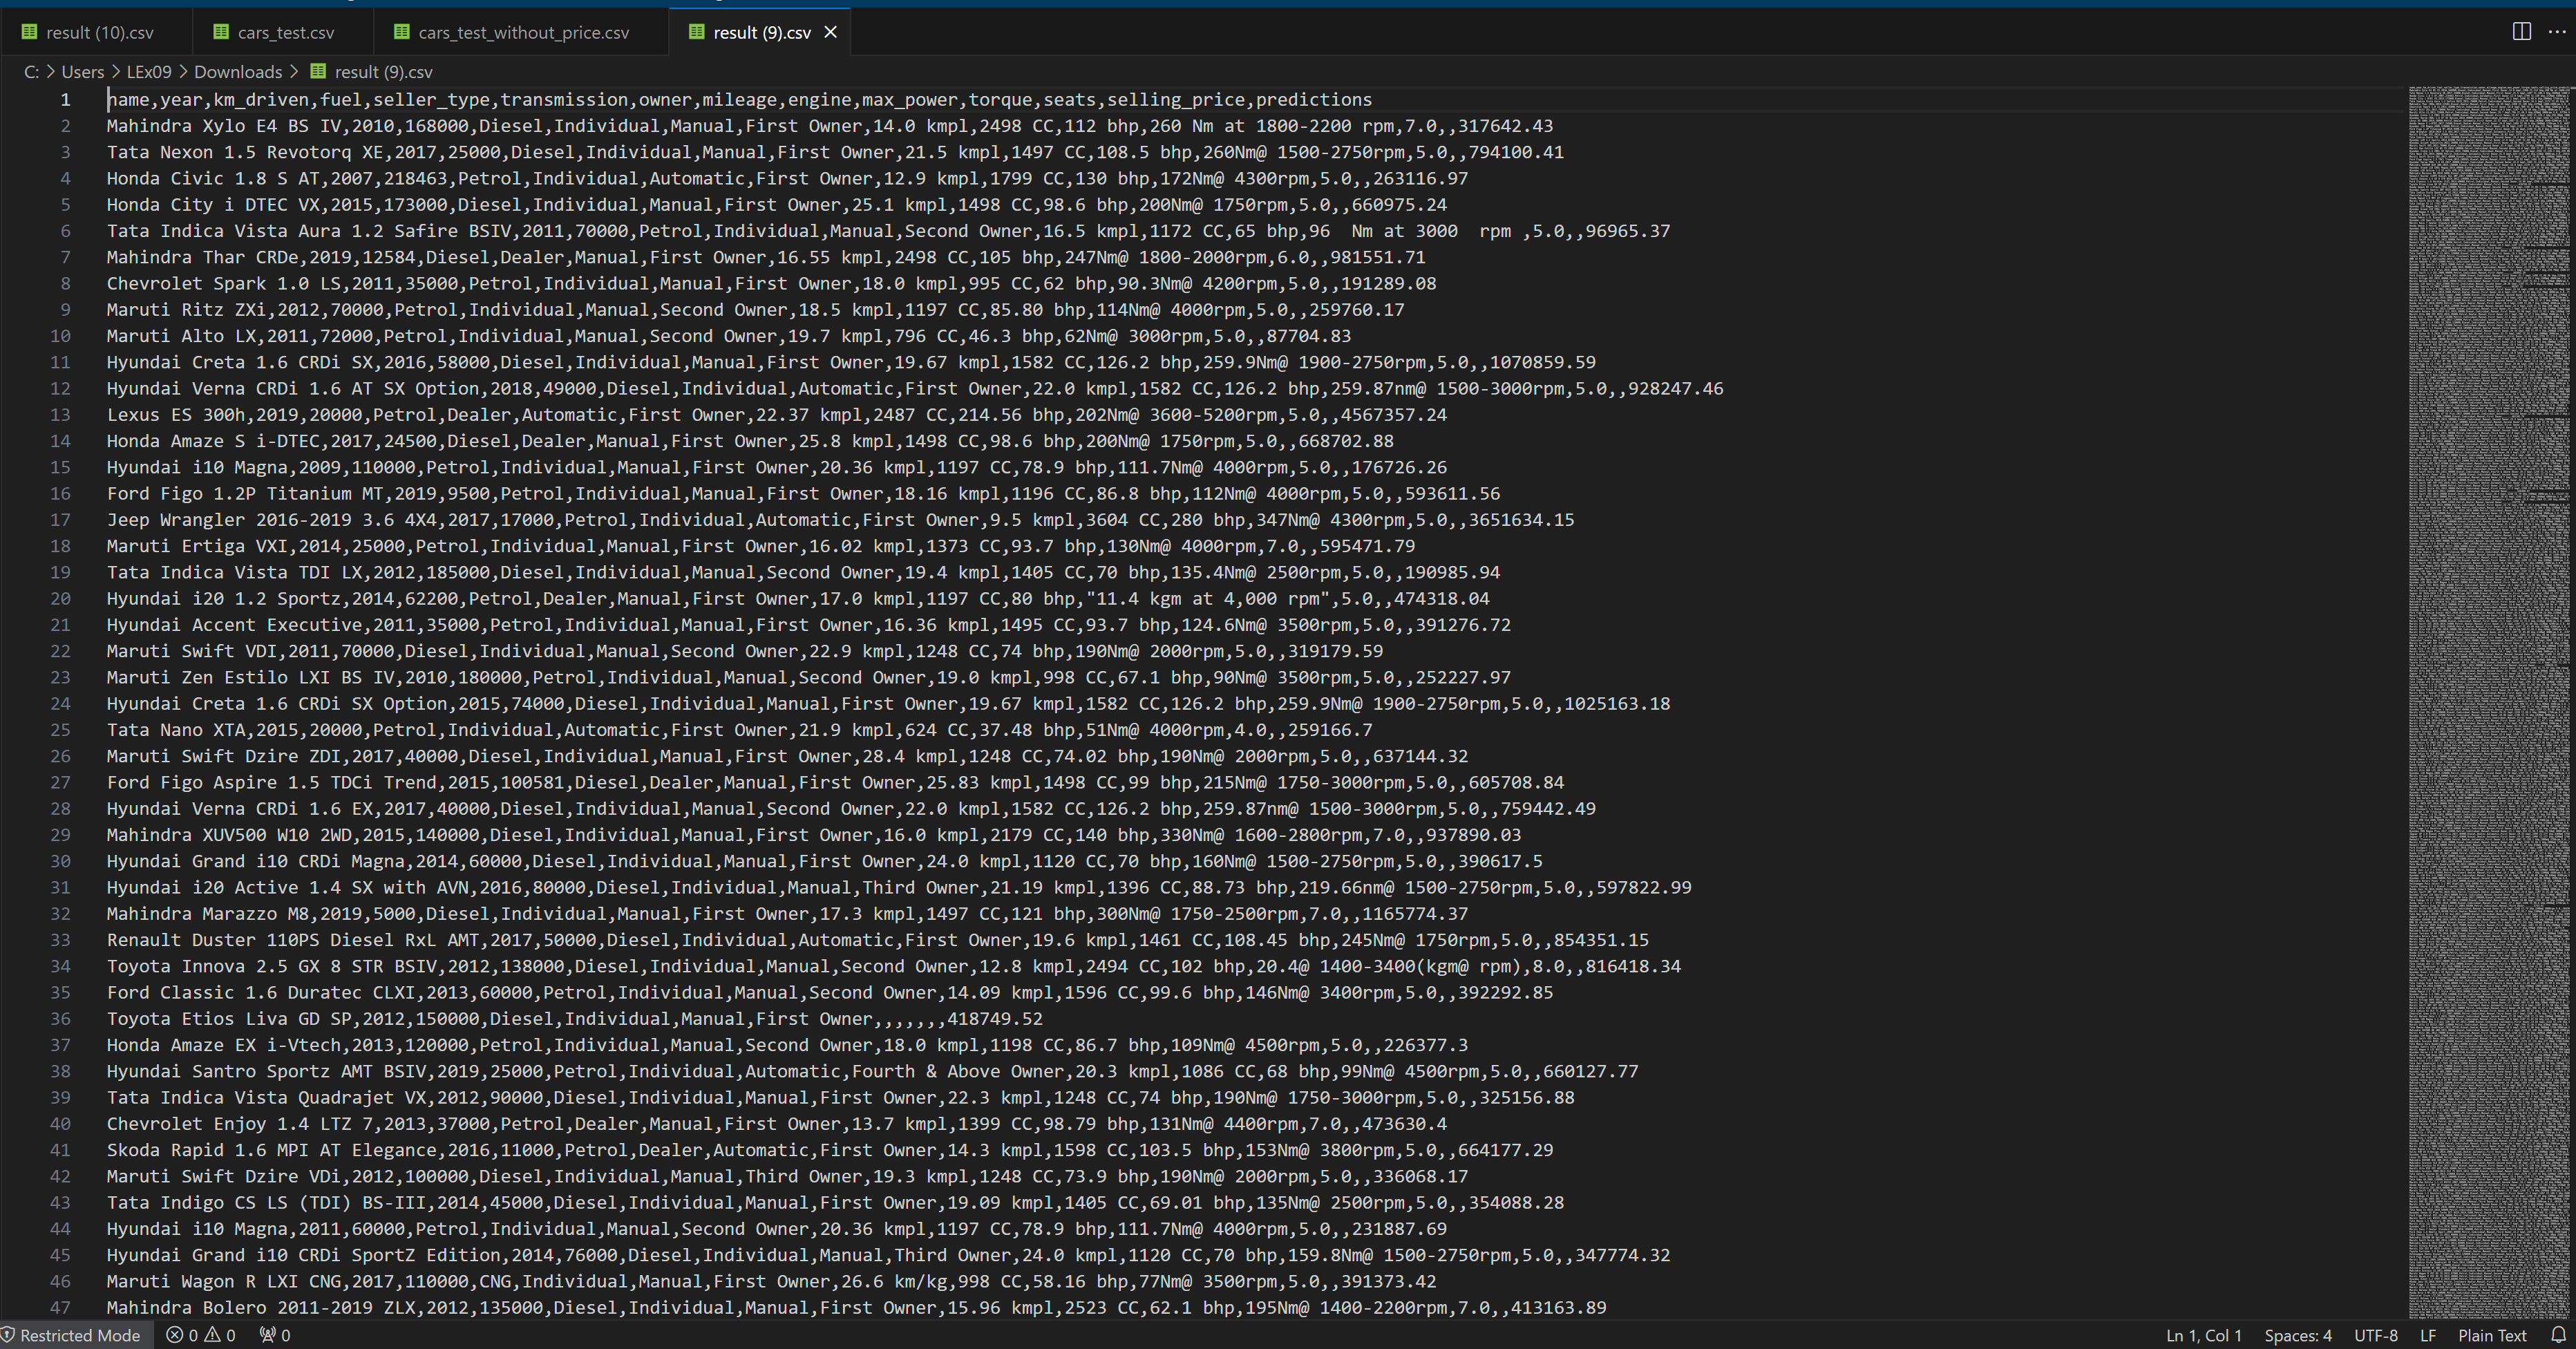 result (10).csv cars_test.csv cars_test_without_price.csv result (9).csv
C: > Users > LEx09 > Downloads > result (9).csv
1 name,year,km_driven,fuel,seller_type,transmission,owner,mileage,engine,max_power,torque,seats,selling_price,predictions
2 Mahindra Xylo E4 BS IV,2010,168000,Diesel,Individual,Manual,First Owner,14.0 kmpl,2498 CC,112 bhp,260 Nm at 1800-2200 rpm,7.0,,317642.43
3 Tata Nexon 1.5 Revotorq XE,2017,25000,Diesel,Individual,Manual,First Owner,21.5 kmpl,1497 CC,108.5 bhp,260Nm@ 1500-2750rpm,5.0,,794100.41
4 Honda Civic 1.8 S AT,2007,218463,Petrol,Individual,Automatic,First Owner,12.9 kmpl,1799 CC,130 bhp,172Nm@ 4300rpm,5.0,,263116.97
5 Honda City i DTEC VX,2015,173000,Diesel,Individual,Manual,First Owner,25.1 kmpl,1498 CC,98.6 bhp,200Nm@ 1750rpm,5.0,,660975.24
6 Tata Indica Vista Aura 1.2 Safire BSIV,2011,70000,Petrol,Individual,Manual,Second Owner,16.5 kmpl,1172 CC,65 bhp,96  Nm at 3000  rpm ,5.0,,96965.37
7 Mahindra Thar CRDe,2019,12584,Diesel,Dealer,Manual,First Owner,16.55 kmpl,2498 CC,105 bhp,247Nm@ 1800-2000rpm,6.0,,981551.71
8 Chevrolet Spark 1.0 LS,2011,35000,Petrol,Individual,Manual,First Owner,18.0 kmpl,995 CC,62 bhp,90.3Nm@ 4200rpm,5.0,,191289.08
9 Maruti Ritz ZXi,2012,70000,Petrol,Individual,Manual,Second Owner,18.5 kmpl,1197 CC,85.80 bhp,114Nm@ 4000rpm,5.0,,259760.17
10 Maruti Alto LX,2011,72000,Petrol,Individual,Manual,Second Owner,19.7 kmpl,796 CC,46.3 bhp,62Nm@ 3000rpm,5.0,,87704.83
11 Hyundai Creta 1.6 CRDi SX,2016,58000,Diesel,Individual,Manual,First Owner,19.67 kmpl,1582 CC,126.2 bhp,259.9Nm@ 1900-2750rpm,5.0,,1070859.59
12 Hyundai Verna CRDi 1.6 AT SX Option,2018,49000,Diesel,Individual,Automatic,First Owner,22.0 kmpl,1582 CC,126.2 bhp,259.87nm@ 1500-3000rpm,5.0,,928247.46
13 Lexus ES 300h,2019,20000,Petrol,Dealer,Automatic,First Owner,22.37 kmpl,2487 CC,214.56 bhp,202Nm@ 3600-5200rpm,5.0,,4567357.24
14 Honda Amaze S i-DTEC,2017,24500,Diesel,Dealer,Manual,First Owner,25.8 kmpl,1498 CC,98.6 bhp,200Nm@ 1750rpm,5.0,,668702.88
15 Hyundai i10 Magna,2009,110000,Petrol,Individual,Manual,First Owner,20.36 kmpl,1197 CC,78.9 bhp,111.7Nm@ 4000rpm,5.0,,176726.26
16 Ford Figo 1.2P Titanium MT,2019,9500,Petrol,Individual,Manual,First Owner,18.16 kmpl,1196 CC,86.8 bhp,112Nm@ 4000rpm,5.0,,593611.56
17 Jeep Wrangler 2016-2019 3.6 4X4,2017,17000,Petrol,Individual,Automatic,First Owner,9.5 kmpl,3604 CC,280 bhp,347Nm@ 4300rpm,5.0,,3651634.15
18 Maruti Ertiga VXI,2014,25000,Petrol,Individual,Manual,First Owner,16.02 kmpl,1373 CC,93.7 bhp,130Nm@ 4000rpm,7.0,,595471.79
19 Tata Indica Vista TDI LX,2012,185000,Diesel,Individual,Manual,Second Owner,19.4 kmpl,1405 CC,70 bhp,135.4Nm@ 2500rpm,5.0,,190985.94
20 Hyundai i20 1.2 Sportz,2014,62200,Petrol,Dealer,Manual,First Owner,17.0 kmpl,1197 CC,80 bhp,"11.4 kgm at 4,000 rpm",5.0,,474318.04
21 Hyundai Accent Executive,2011,35000,Petrol,Individual,Manual,First Owner,16.36 kmpl,1495 CC,93.7 bhp,124.6Nm@ 3500rpm,5.0,,391276.72
22 Maruti Swift VDI,2011,70000,Diesel,Individual,Manual,Second Owner,22.9 kmpl,1248 CC,74 bhp,190Nm@ 2000rpm,5.0,,319179.59
23 Maruti Zen Estilo LXI BS IV,2010,180000,Petrol,Individual,Manual,Second Owner,19.0 kmpl,998 CC,67.1 bhp,90Nm@ 3500rpm,5.0,,252227.97
24 Hyundai Creta 1.6 CRDi SX Option,2015,74000,Diesel,Individual,Manual,First Owner,19.67 kmpl,1582 CC,126.2 bhp,259.9Nm@ 1900-2750rpm,5.0,,1025163.18
25 Tata Nano XTA,2015,20000,Petrol,Individual,Automatic,First Owner,21.9 kmpl,624 CC,37.48 bhp,51Nm@ 4000rpm,4.0,,259166.7
26 Maruti Swift Dzire ZDI,2017,40000,Diesel,Individual,Manual,First Owner,28.4 kmpl,1248 CC,74.02 bhp,190Nm@ 2000rpm,5.0,,637144.32
27 Ford Figo Aspire 1.5 TDCi Trend,2015,100581,Diesel,Dealer,Manual,First Owner,25.83 kmpl,1498 CC,99 bhp,215Nm@ 1750-3000rpm,5.0,,605708.84
28 Hyundai Verna CRDi 1.6 EX,2017,40000,Diesel,Individual,Manual,Second Owner,22.0 kmpl,1582 CC,126.2 bhp,259.87nm@ 1500-3000rpm,5.0,,759442.49
29 Mahindra XUV500 W10 2WD,2015,140000,Diesel,Individual,Manual,First Owner,16.0 kmpl,2179 CC,140 bhp,330Nm@ 1600-2800rpm,7.0,,937890.03
30 Hyundai Grand i10 CRDi Magna,2014,60000,Diesel,Individual,Manual,First Owner,24.0 kmpl,1120 CC,70 bhp,160Nm@ 1500-2750rpm,5.0,,390617.5
31 Hyundai i20 Active 1.4 SX with AVN,2016,80000,Diesel,Individual,Manual,Third Owner,21.19 kmpl,1396 CC,88.73 bhp,219.66nm@ 1500-2750rpm,5.0,,597822.99
32 Mahindra Marazzo M8,2019,5000,Diesel,Individual,Manual,First Owner,17.3 kmpl,1497 CC,121 bhp,300Nm@ 1750-2500rpm,7.0,,1165774.37
33 Renault Duster 110PS Diesel RxL AMT,2017,50000,Diesel,Individual,Automatic,First Owner,19.6 kmpl,1461 CC,108.45 bhp,245Nm@ 1750rpm,5.0,,854351.15
34 Toyota Innova 2.5 GX 8 STR BSIV,2012,138000,Diesel,Individual,Manual,Second Owner,12.8 kmpl,2494 CC,102 bhp,20.4@ 1400-3400(kgm@ rpm),8.0,,816418.34
35 Ford Classic 1.6 Duratec CLXI,2013,60000,Petrol,Individual,Manual,Second Owner,14.09 kmpl,1596 CC,99.6 bhp,146Nm@ 3400rpm,5.0,,392292.85
36 Toyota Etios Liva GD SP,2012,150000,Diesel,Individual,Manual,First Owner,,,,,,,418749.52
37 Honda Amaze EX i-Vtech,2013,120000,Petrol,Individual,Manual,Second Owner,18.0 kmpl,1198 CC,86.7 bhp,109Nm@ 4500rpm,5.0,,226377.3
38 Hyundai Santro Sportz AMT BSIV,2019,25000,Petrol,Individual,Automatic,Fourth & Above Owner,20.3 kmpl,1086 CC,68 bhp,99Nm@ 4500rpm,5.0,,660127.77
39 Tata Indica Vista Quadrajet VX,2012,90000,Diesel,Individual,Manual,First Owner,22.3 kmpl,1248 CC,74 bhp,190Nm@ 1750-3000rpm,5.0,,325156.88
40 Chevrolet Enjoy 1.4 LTZ 7,2013,37000,Petrol,Dealer,Manual,First Owner,13.7 kmpl,1399 CC,98.79 bhp,131Nm@ 4400rpm,7.0,,473630.4
41 Skoda Rapid 1.6 MPI AT Elegance,2016,11000,Petrol,Dealer,Automatic,First Owner,14.3 kmpl,1598 CC,103.5 bhp,153Nm@ 3800rpm,5.0,,664177.29
42 Maruti Swift Dzire VDi,2012,100000,Diesel,Individual,Manual,Third Owner,19.3 kmpl,1248 CC,73.9 bhp,190Nm@ 2000rpm,5.0,,336068.17
43 Tata Indigo CS LS (TDI) BS-III,2014,45000,Diesel,Individual,Manual,First Owner,19.09 kmpl,1405 CC,69.01 bhp,135Nm@ 2500rpm,5.0,,354088.28
44 Hyundai i10 Magna,2011,60000,Petrol,Individual,Manual,Second Owner,20.36 kmpl,1197 CC,78.9 bhp,111.7Nm@ 4000rpm,5.0,,231887.69
45 Hyundai Grand i10 CRDi SportZ Edition,2014,76000,Diesel,Individual,Manual,Third Owner,24.0 kmpl,1120 CC,70 bhp,159.8Nm@ 1500-2750rpm,5.0,,347774.32
46 Maruti Wagon R LXI CNG,2017,110000,CNG,Individual,Manual,First Owner,26.6 km/kg,998 CC,58.16 bhp,77Nm@ 3500rpm,5.0,,391373.42
47 Mahindra Bolero 2011-2019 ZLX,2012,135000,Diesel,Individual,Manual,First Owner,15.96 kmpl,2523 CC,62.1 bhp,195Nm@ 1400-2200rpm,7.0,,413163.89
Restricted Mode 0 0 0 Ln 1, Col 1 Spaces: 4 UTF-8 LF Plain Text